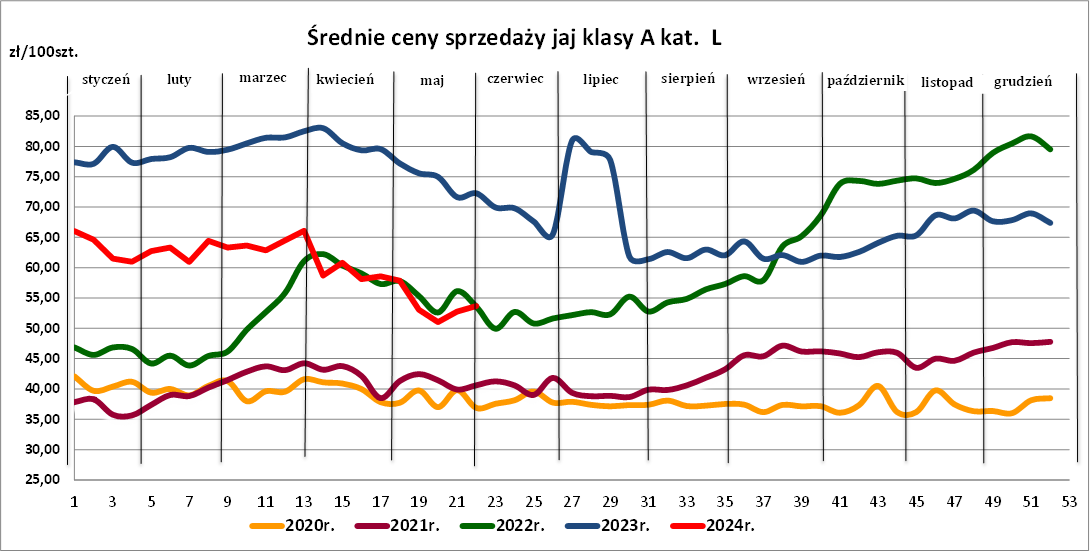 Średnie ceny sprzedaży jaj klasy A kat. L
zł/100szt.
styczeń luty marzec kwiecień maj czerwiec lipiec sierpień wrzesień październik listopad grudzień
85,00
80,00
75,00
70,00
65,00
60,00
55,00
50,00
45,00
40,00
35,00
30,00
25,00
1 3 5 7 9 11 13 15 17 19 21 23 25 27 29 31 33 35 37 39 41 43 45 47 49 51 53
2020r. 2021r. 2022r. 2023r. 2024r.